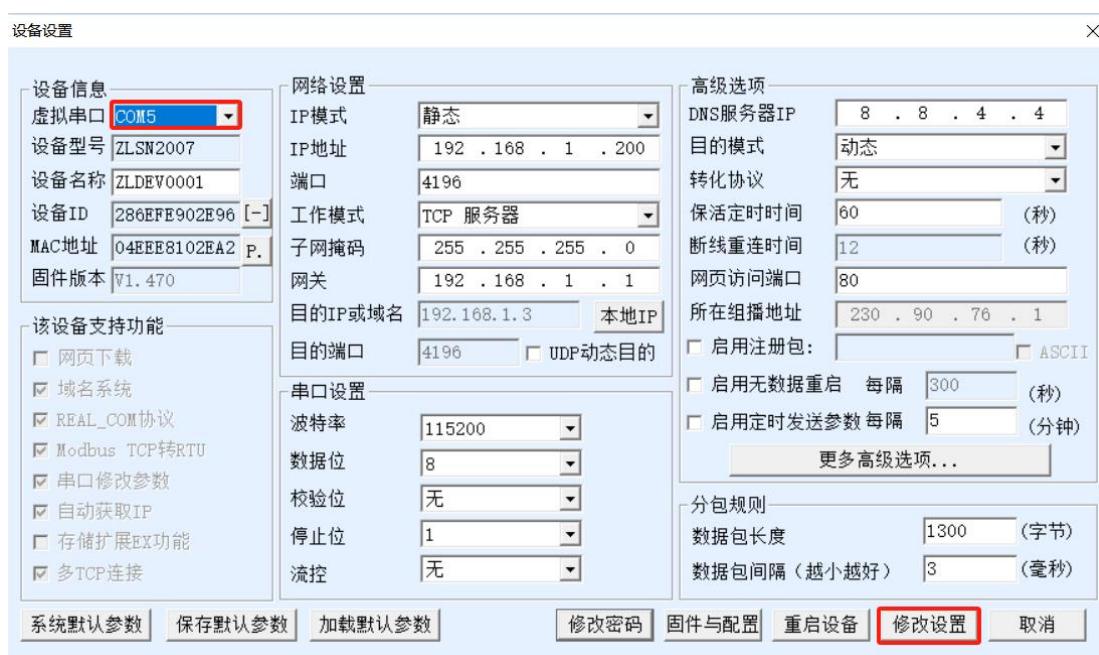 设备设置
设备信息
虚拟串口 COM5
设备型号 ZLSN2007
设备名称 ZLDEV0001
设备ID 286EFE902E96 [-]
MAC地址 04EEE8102EA2 P.
固件版本 V1.470
该设备支持功能
网页下载
域名系统
REAL_COM协议
Modbus TCP转RTU
串口修改参数
自动获取IP
存储扩展EX功能
多TCP连接
网络设置
IP模式 静态
IP地址 192 . 168 . 1 . 200
端口 4196
工作模式 TCP 服务器
子网掩码 255 . 255 . 255 . 0
网关 192 . 168 . 1 . 1
目的IP或域名 192.168.1.3 本地IP
目的端口 4196 UDP动态目的
串口设置
波特率 115200
数据位 8
校验位 无
停止位 1
流控 无
高级选项
DNS服务器IP 8 . 8 . 4 . 4
目的模式 动态
转化协议 无
保活定时时间 60 (秒)
断线重连时间 12 (秒)
网页访问端口 80
所在组播地址 230 . 90 . 76 . 1
启用注册包: ASCII
启用无数据重启 每隔 300 (秒)
启用定时发送参数 每隔 5 (分钟)
更多高级选项...
分包规则
数据包长度 1300 (字节)
数据包间隔（越小越好） 3 (毫秒)
系统默认参数 保存默认参数 加载默认参数 修改密码 固件与配置 重启设备 修改设置 取消